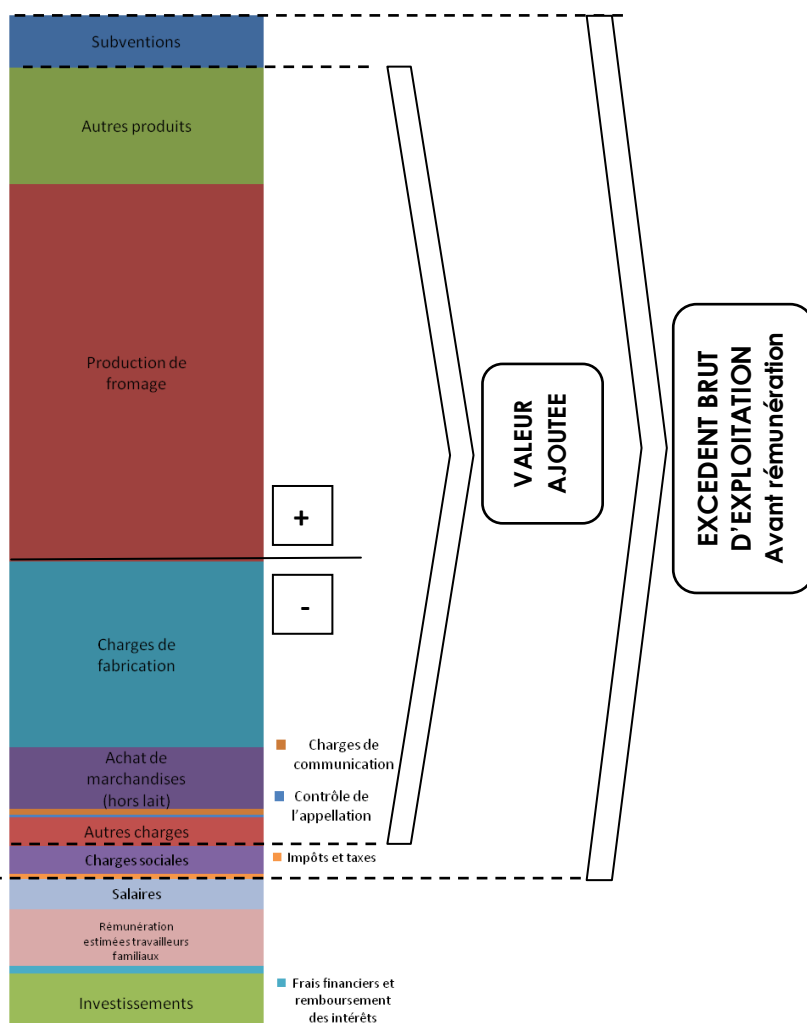 Subventions
Autres produits
Production de
fromage
+
-
Charges de
fabrication
Achat de
marchandises
(hors lait)
Charges de
communication
Contrôle de
l’appellation
Autres charges
Charges sociales
Impôts et taxes
Salaires
Rémunération
estimées travailleurs
familiaux
Frais financiers et
remboursement
des intérêts
Investissements
VALEUR
AJOUTEE
EXCEDENT BRUT
D’EXPLOITATION
Avant rémunération